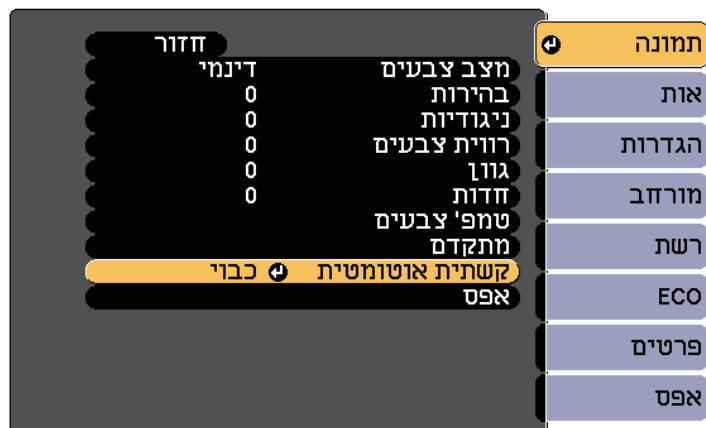 תמונה
אות
הגדרות
מורחב
רשת
ECO
פרטים
אפס
חזור
מצב צבעים דינמי
בהירות 0
ניגודיות 0
רווית צבעים 0
גוון 0
חדות 0
טמפ' צבעים
מתקדם
קשתית אוטומטית כבוי
אפס